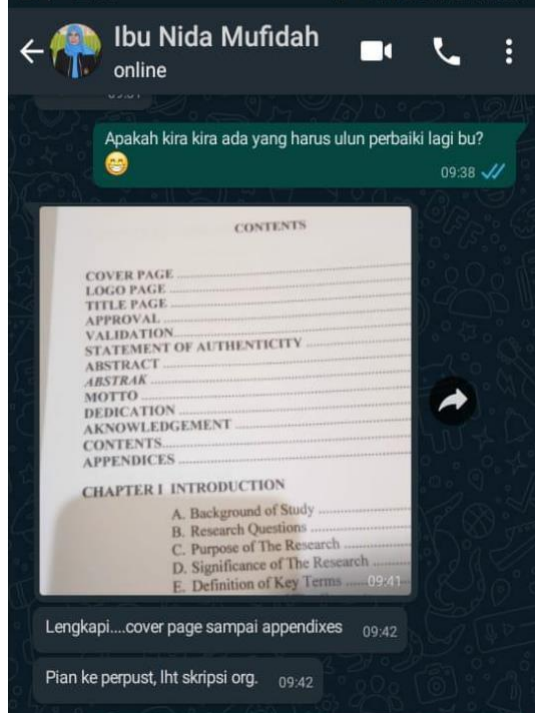 Ibu Nida Mufidah
online
Apakah kira kira ada yang harus ulun perbaiki lagi bu?
😁
09:38
CONTENTS
COVER PAGE
LOGO PAGE
TITLE PAGE
APPROVAL
VALIDATION
STATEMENT OF AUTHENTICITY
ABSTRACT
ABSTRAK
MOTTO
DEDICATION
AKNOWLEDGEMENT
CONTENTS
APPENDICES
CHAPTER I INTRODUCTION
A. Background of Study
B. Research Questions
C. Purpose of The Research
D. Significance of The Research
E. Definition of Key Terms
09:41
Lengkapi....cover page sampai appendixes 09:42
Pian ke perpust, lht skripsi org. 09:42